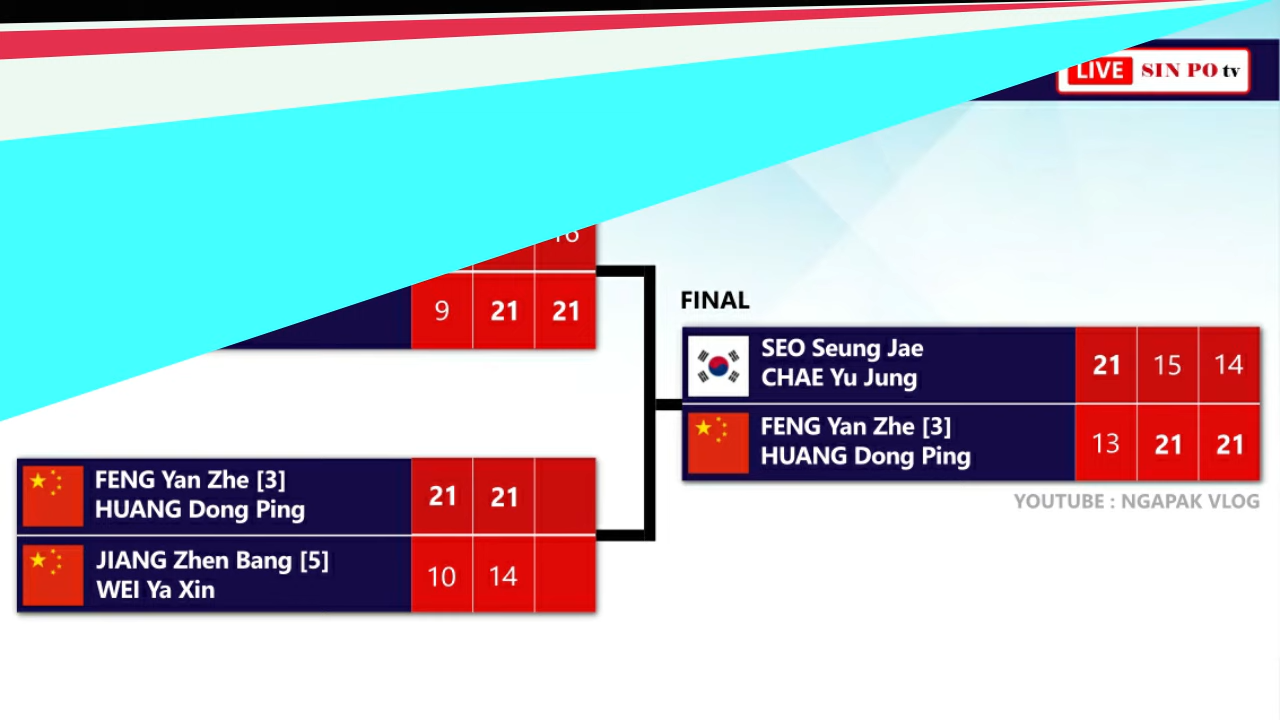 LIVE SIN PO tv
9 21 21
FINAL
SEO Seung Jae
CHAE Yu Jung
21 15 14
FENG Yan Zhe [3]
HUANG Dong Ping
13 21 21
YOUTUBE : NGAPAK VLOG
FENG Yan Zhe [3]
HUANG Dong Ping
21 21
JIANG Zhen Bang [5]
WEI Ya Xin
10 14